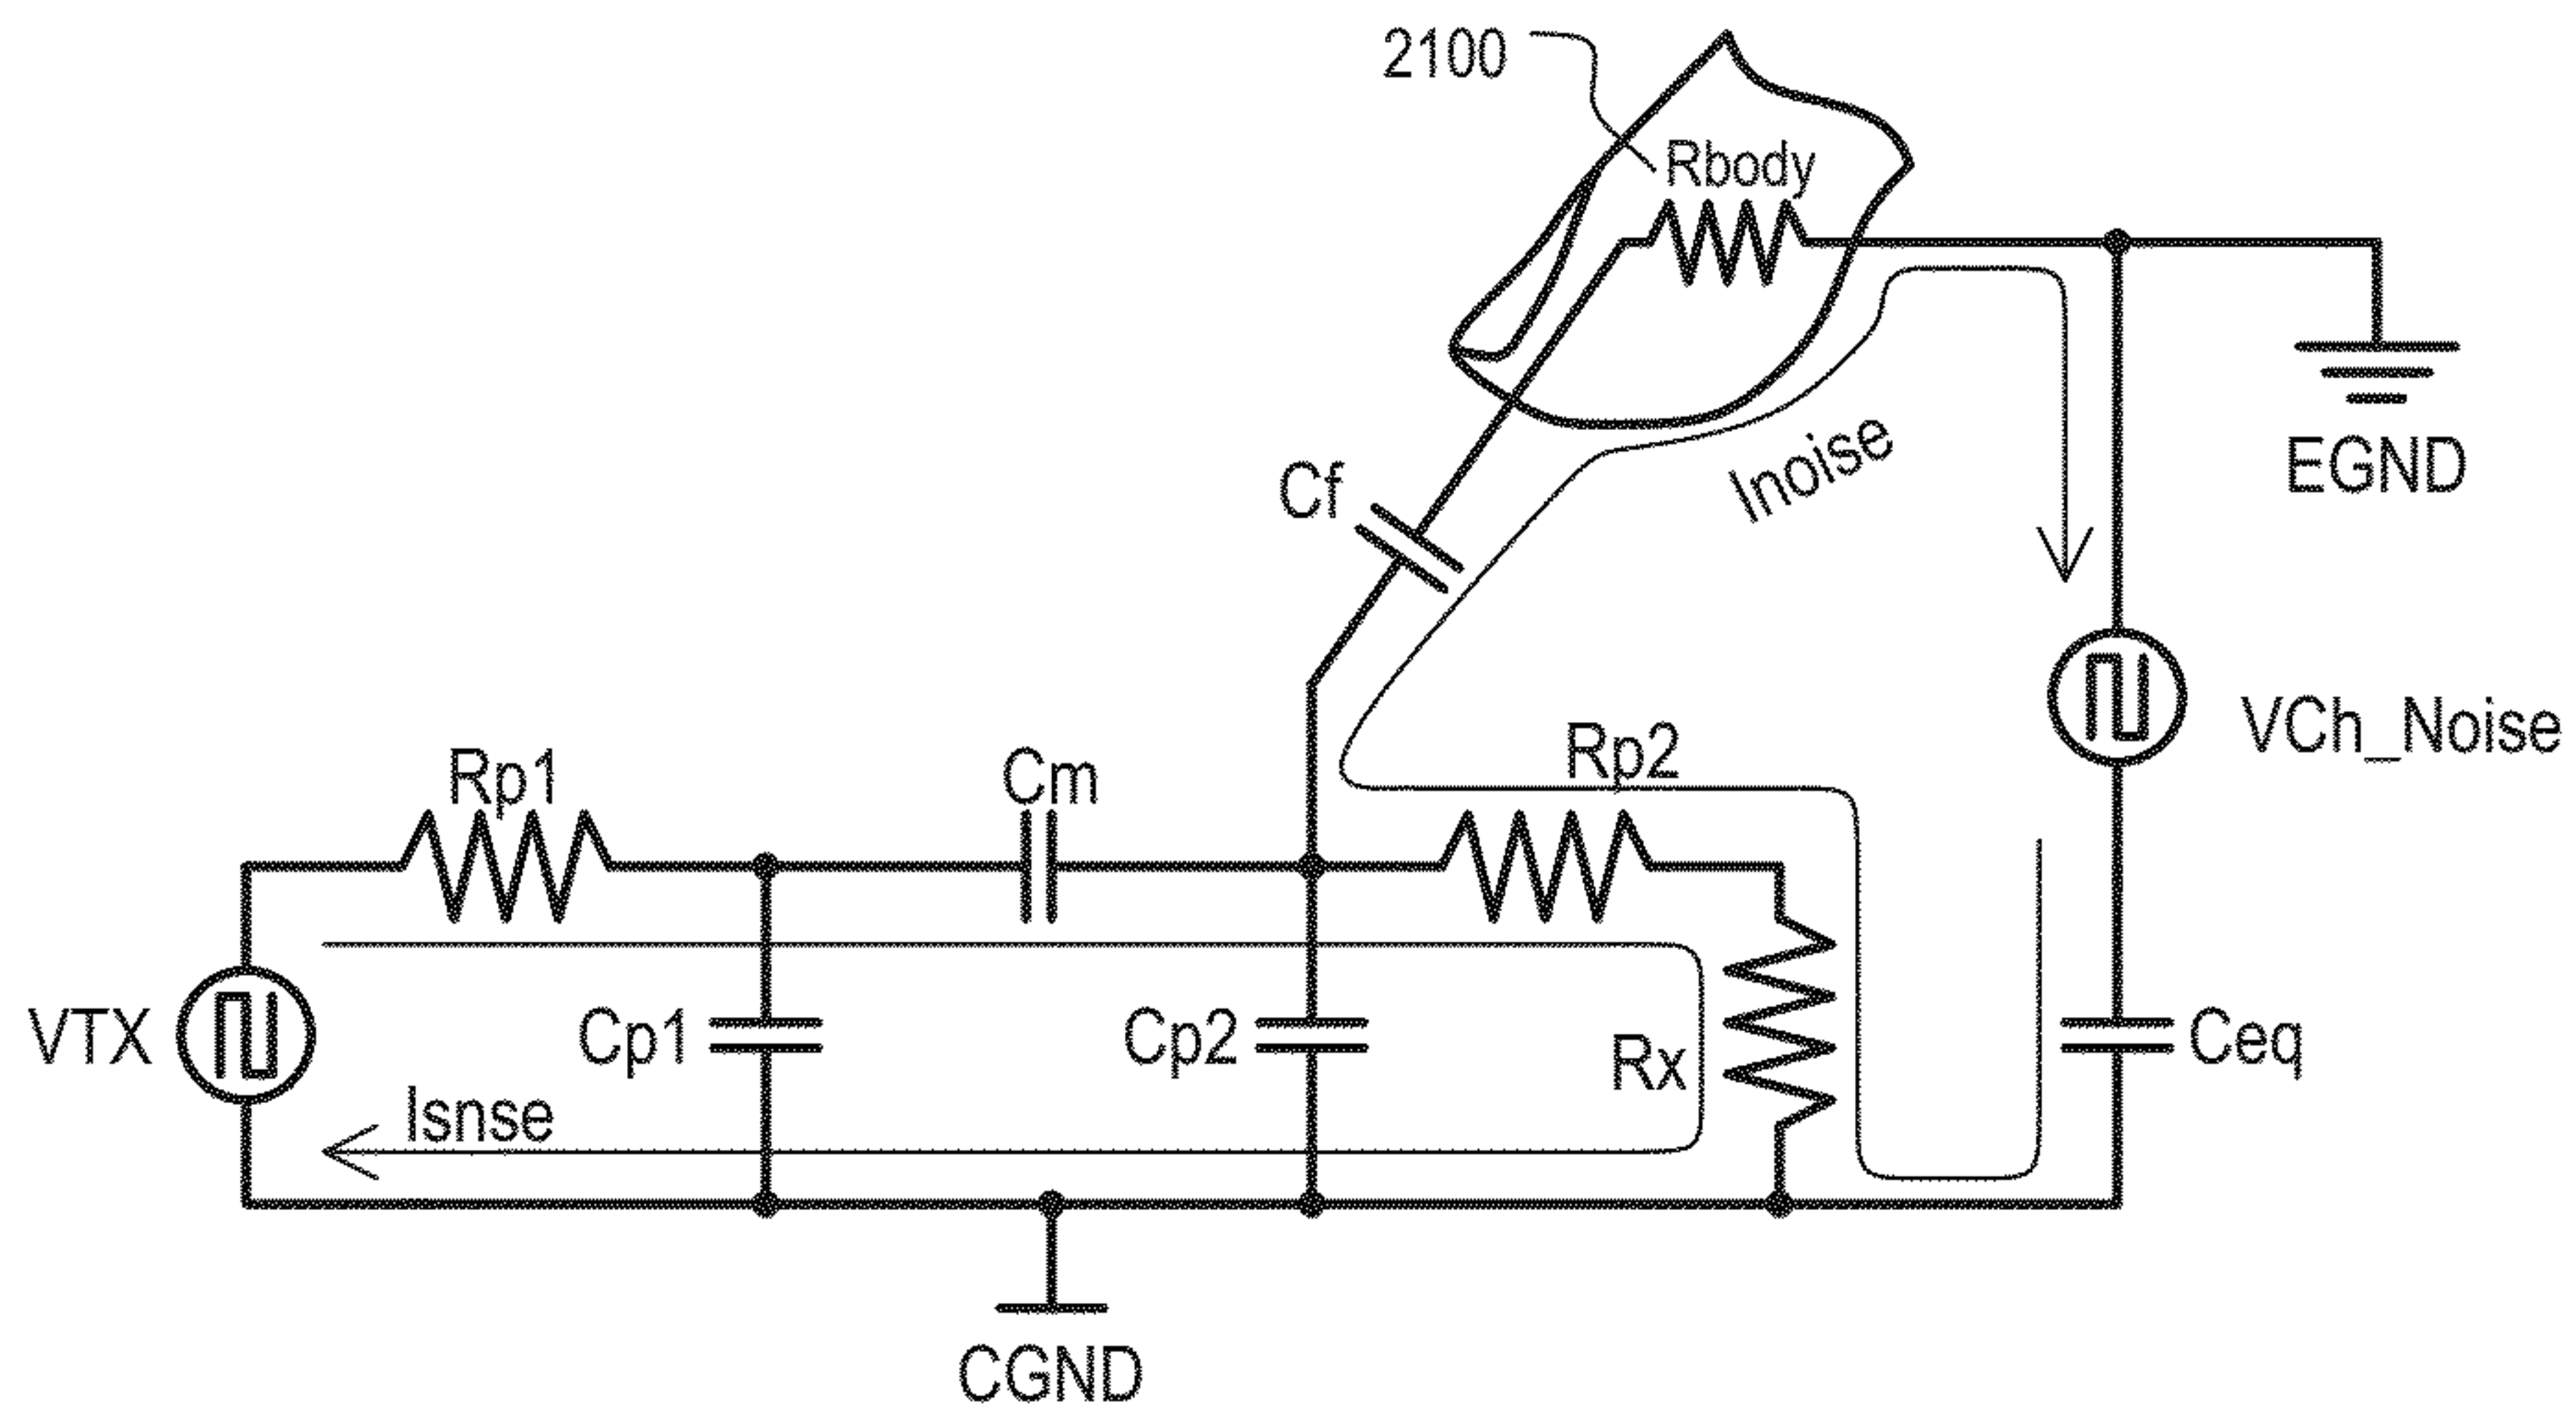 2100
Rbody
Cf
Inoise
EGND
Rp1
Cm
Rp2
VCh_Noise
VTX
Cp1
Cp2
Rx
Ceq
Isnse
CGND